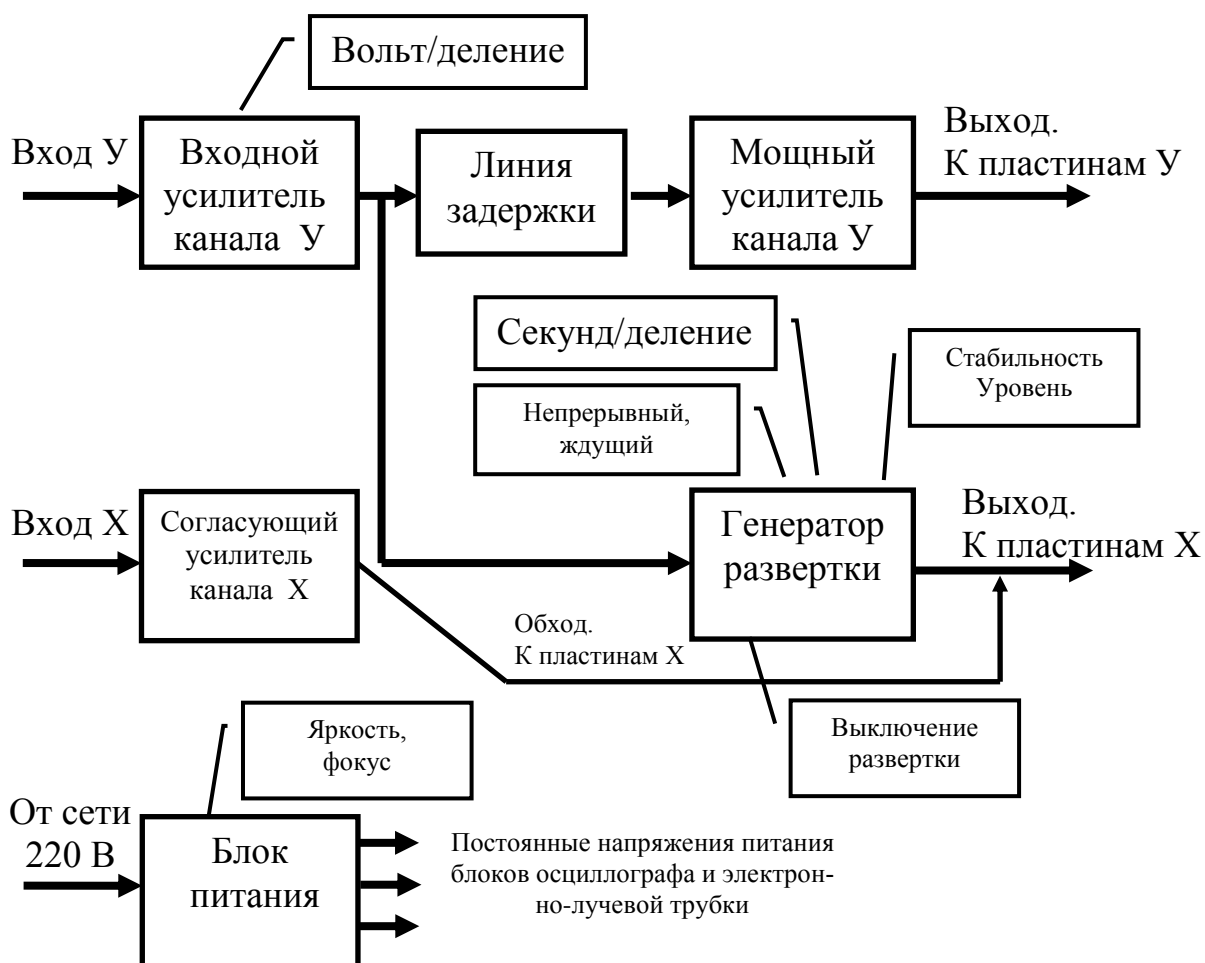 Вольт/деление
Вход У
Входной
усилитель
канала У
Линия
задержки
Мощный
усилитель
канала У
Выход.
К пластинам У
Секунд/деление
Непрерывный,
ждущий
Стабильность
Уровень
Вход Х
Согласующий
усилитель
канала Х
Генератор
развертки
Выход.
К пластинам Х
Обход.
К пластинам Х
Выключение
развертки
Яркость,
фокус
От сети
220 В
Блок
питания
Постоянные напряжения питания
блоков осциллографа и электрон-
но-лучевой трубки